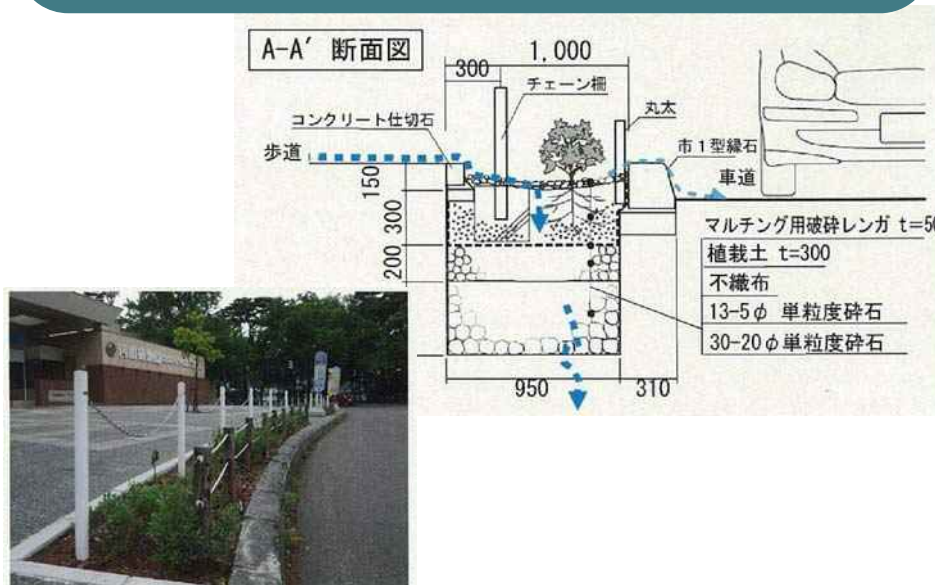 A-A′ 断面図
1,000
300
チェーン柵
丸太
コンクリート仕切石
市1型縁石
歩道
車道
150
300
200
マルチング用破砕レンガ t=50
植栽土 t=300
不織布
13-5φ 単粒度砕石
30-20φ単粒度砕石
950
310